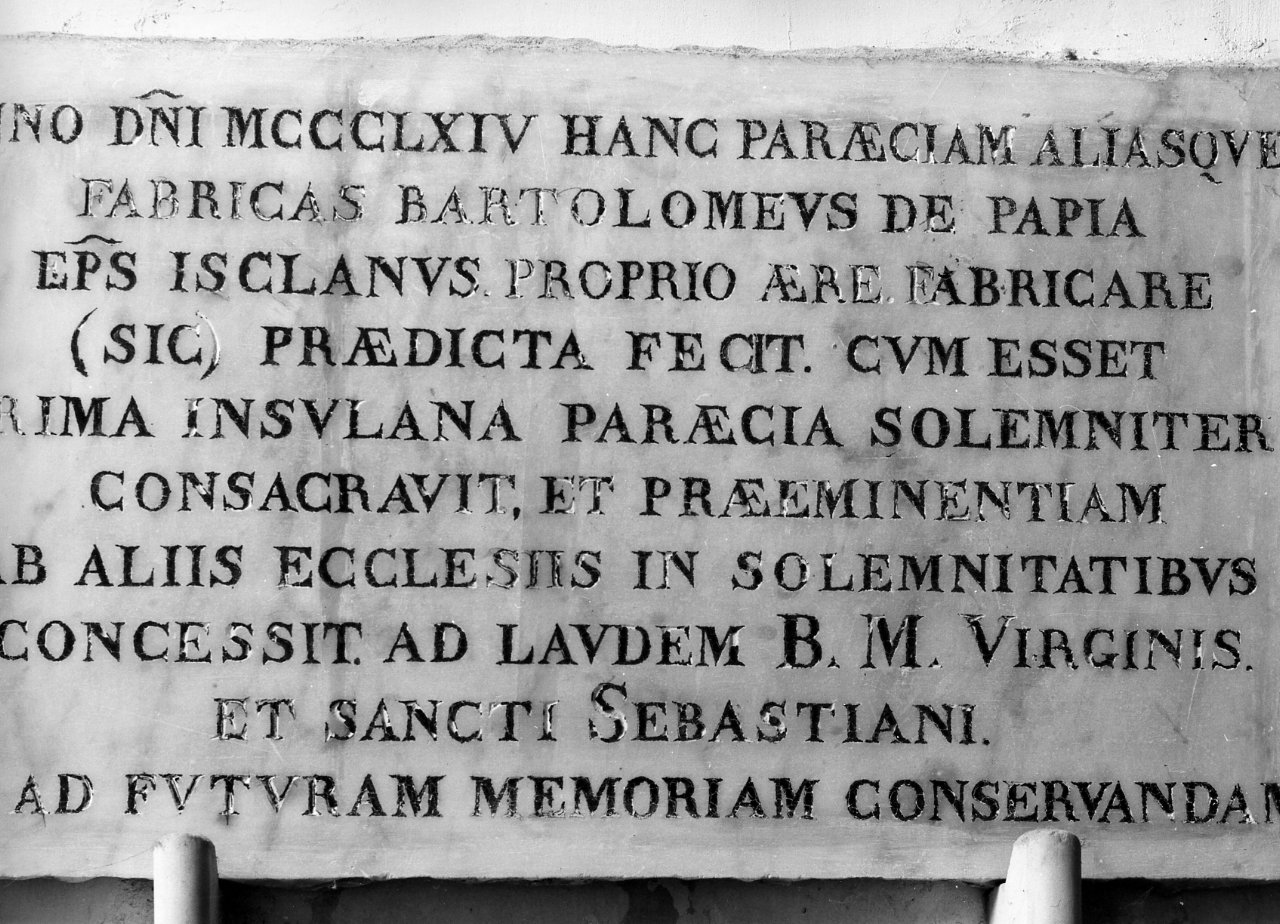 NNO DÑI MCCCLXIV HANC PARÆCIAM ALIASQVE
FABRICAS BARTOLOMEVS DE PAPIA
EP̃S ISCLANVS. PROPRIO ÆRE. FABRICARE
(SIC) PRÆDICTA FECIT. CVM ESSET
RIMA INSVLANA PARÆCIA SOLEMNITER
CONSACRAVIT, ET PRÆEMINENTIAM
AB ALIIS ECCLESIIS IN SOLEMNITATIBVS
CONCESSIT. AD LAVDEM B. M. VIRGINIS.
ET SANCTI SEBASTIANI.
AD FVTVRAM MEMORIAM CONSERVANDAM